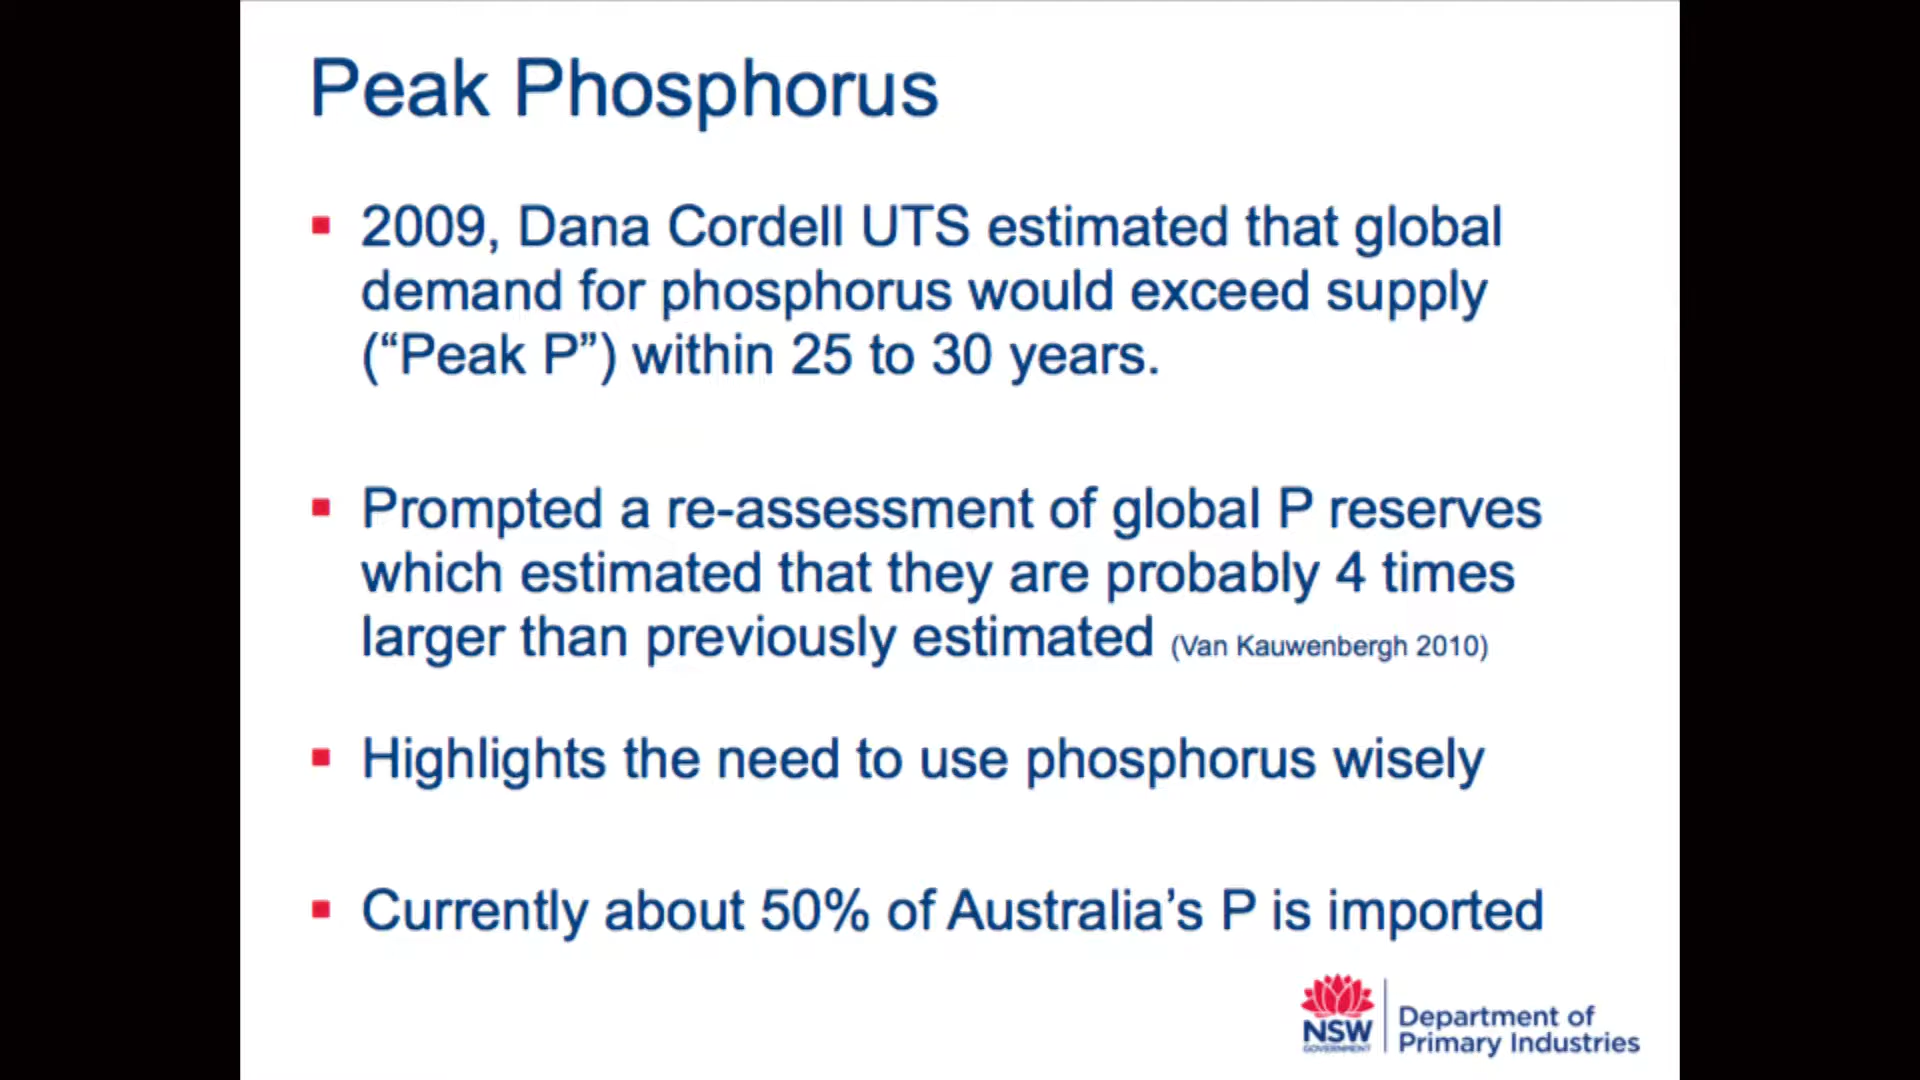 Peak Phosphorus
▪ 2009, Dana Cordell UTS estimated that global
demand for phosphorus would exceed supply
(“Peak P”) within 25 to 30 years.
▪ Prompted a re-assessment of global P reserves
which estimated that they are probably 4 times
larger than previously estimated (Van Kauwenbergh 2010)
▪ Highlights the need to use phosphorus wisely
▪ Currently about 50% of Australia’s P is imported
NSW
GOVERNMENT
Department of
Primary Industries